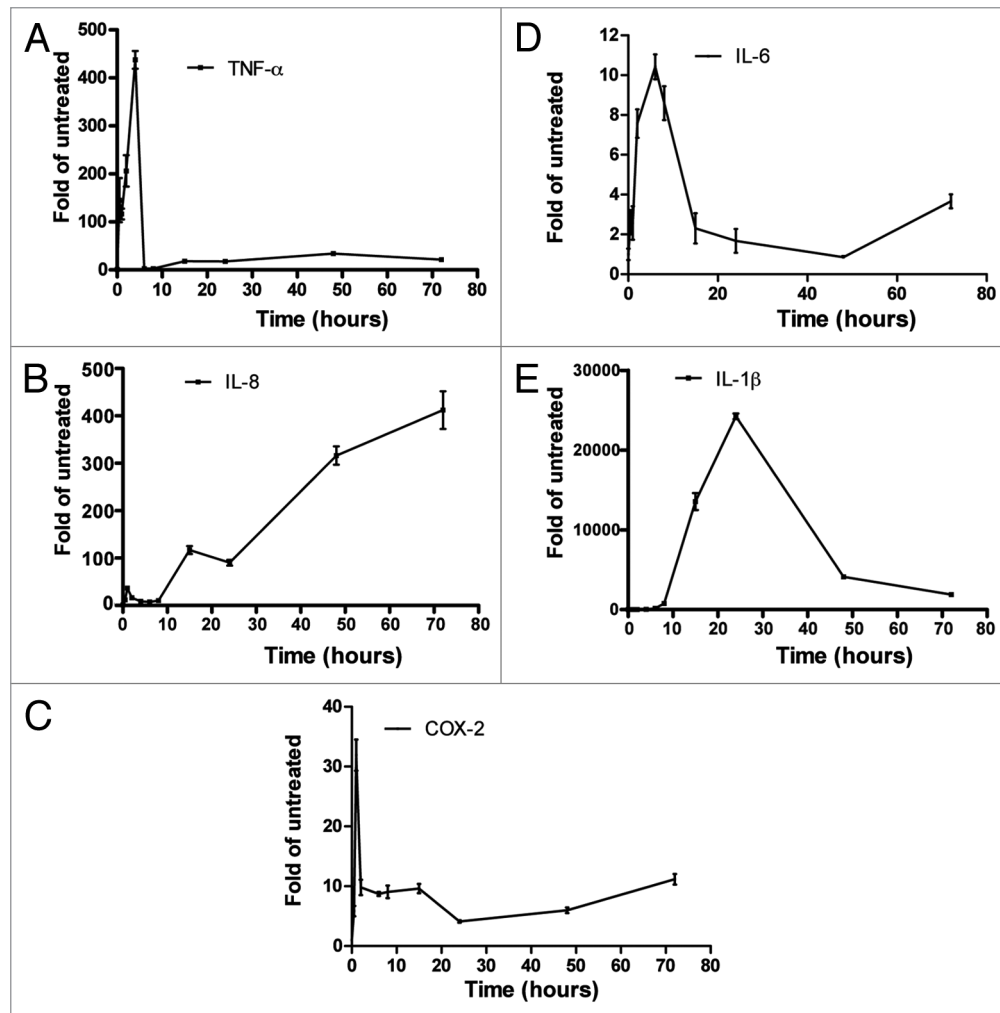 A
TNF-α
Fold of untreated
500
400
300
200
100
0
0 10 20 30 40 50 60 70 80
Time (hours)
D
IL-6
Fold of untreated
12
10
8
6
4
2
0
0 20 40 60 80
Time (hours)
B
IL-8
Fold of untreated
500
400
300
200
100
0
0 10 20 30 40 50 60 70 80
Time (hours)
E
IL-1β
Fold of untreated
30000
20000
10000
0
0 10 20 30 40 50 60 70 80
Time (hours)
C
COX-2
Fold of untreated
40
30
20
10
0
0 10 20 30 40 50 60 70 80
Time (hours)